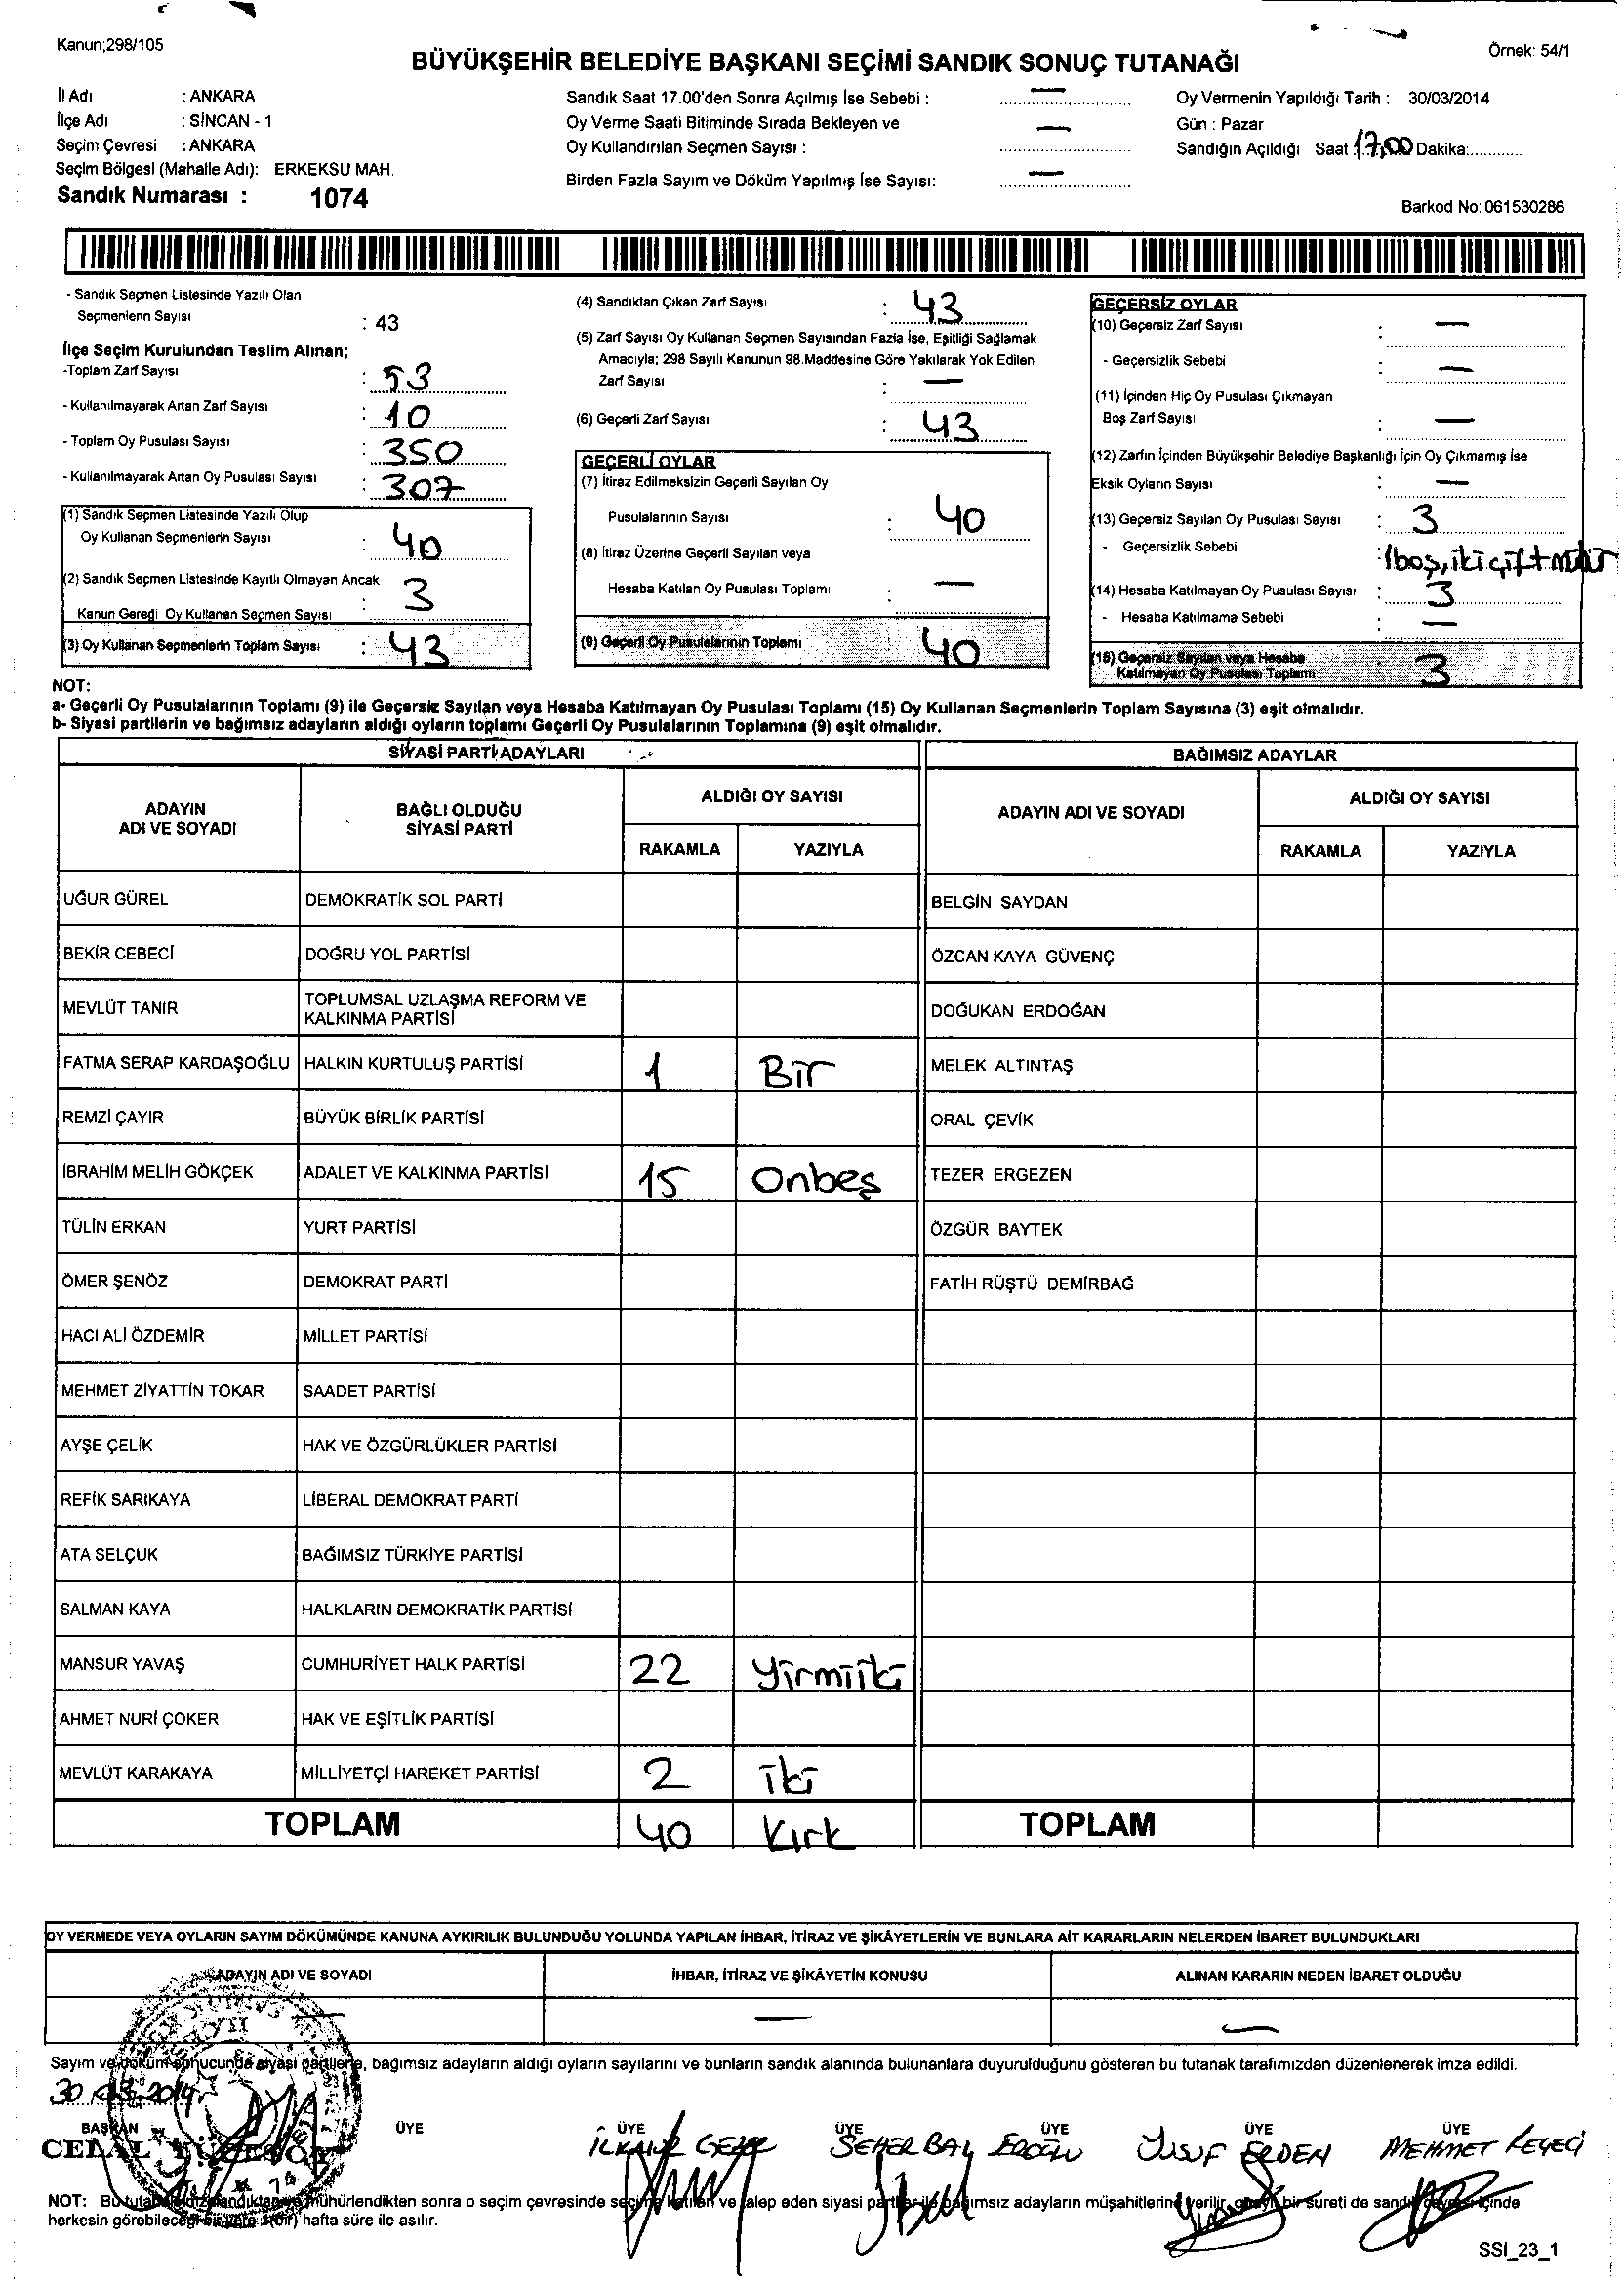 Kanun;298/105
Örnek: 54/1
BÜYÜKŞEHİR BELEDİYE BAŞKANI SEÇİMİ SANDIK SONUÇ TUTANAĞI
İl Adı : ANKARA
İlçe Adı : SİNCAN - 1
Seçim Çevresi : ANKARA
Seçim Bölgesi (Mahalle Adı): ERKEKSU MAH.
Sandık Numarası : 1074
Sandık Saat 17.00'den Sonra Açılmış İse Sebebi : —
Oy Verme Saati Bitiminde Sırada Bekleyen ve
Oy Kullandırılan Seçmen Sayısı : —
Birden Fazla Sayım ve Döküm Yapılmış İse Sayısı: —
Oy Vermenin Yapıldığı Tarih : 30/03/2014
Gün : Pazar
Sandığın Açıldığı Saat : 17,00 Dakika:............
Barkod No: 061530286
- Sandık Seçmen Listesinde Yazılı Olan
Seçmenlerin Sayısı : 43
İlçe Seçim Kurulundan Teslim Alınan;
-Toplam Zarf Sayısı : 53
- Kullanılmayarak Artan Zarf Sayısı : 10
- Toplam Oy Pusulası Sayısı : 350
- Kullanılmayarak Artan Oy Pusulası Sayısı : 307
(1) Sandık Seçmen Listesinde Yazılı Olup
Oy Kullanan Seçmenlerin Sayısı : 40
(2) Sandık Seçmen Listesinde Kayıtlı Olmayan Ancak
Kanun Gereği Oy Kullanan Seçmen Sayısı : 3
(3) Oy Kullanan Seçmenlerin Toplam Sayısı : 43
(4) Sandıktan Çıkan Zarf Sayısı : 43
(5) Zarf Sayısı Oy Kullanan Seçmen Sayısından Fazla İse, Eşitliği Sağlamak
Amacıyla; 298 Sayılı Kanunun 98.Maddesine Göre Yakılarak Yok Edilen
Zarf Sayısı : —
(6) Geçerli Zarf Sayısı : 43
GEÇERLİ OYLAR
(7) İtiraz Edilmeksizin Geçerli Sayılan Oy
Pusulalarının Sayısı : 40
(8) İtiraz Üzerine Geçerli Sayılan veya
Hesaba Katılan Oy Pusulası Toplamı : —
(9) Geçerli Oy Pusulalarının Toplamı 40
GEÇERSİZ OYLAR
(10) Geçersiz Zarf Sayısı : —
- Geçersizlik Sebebi : —
(11) İçinden Hiç Oy Pusulası Çıkmayan
Boş Zarf Sayısı : —
(12) Zarfın İçinden Büyükşehir Belediye Başkanlığı İçin Oy Çıkmamış İse
Eksik Oyların Sayısı : —
(13) Geçersiz Sayılan Oy Pusulası Sayısı : 3
- Geçersizlik Sebebi : 1boş, iki çift mühür
(14) Hesaba Katılmayan Oy Pusulası Sayısı : 3
- Hesaba Katılmama Sebebi : —
(15) Geçersiz Sayılan veya Hesaba
Katılmayan Oy Pusulası Toplamı 3
NOT:
a- Geçerli Oy Pusulalarının Toplamı (9) ile Geçersiz Sayılan veya Hesaba Katılmayan Oy Pusulası Toplamı (15) Oy Kullanan Seçmenlerin Toplam Sayısına (3) eşit olmalıdır.
b- Siyasi partilerin ve bağımsız adayların aldığı oyların toplamı Geçerli Oy Pusulalarının Toplamına (9) eşit olmalıdır.
SİYASİ PARTİ ADAYLARI
BAĞIMSIZ ADAYLAR
ADAYIN
ADI VE SOYADI
BAĞLI OLDUĞU
SİYASİ PARTİ
ALDIĞI OY SAYISI
RAKAMLA YAZIYLA
ADAYIN ADI VE SOYADI
ALDIĞI OY SAYISI
RAKAMLA YAZIYLA
UĞUR GÜREL DEMOKRATİK SOL PARTİ BELGİN SAYDAN
BEKİR CEBECİ DOĞRU YOL PARTİSİ ÖZCAN KAYA GÜVENÇ
MEVLÜT TANIR TOPLUMSAL UZLAŞMA REFORM VE
KALKINMA PARTİSİ DOĞUKAN ERDOĞAN
FATMA SERAP KARDAŞOĞLU HALKIN KURTULUŞ PARTİSİ 1 Bir MELEK ALTINTAŞ
REMZİ ÇAYIR BÜYÜK BİRLİK PARTİSİ ORAL ÇEVİK
İBRAHİM MELİH GÖKÇEK ADALET VE KALKINMA PARTİSİ 15 Onbeş TEZER ERGEZEN
TÜLİN ERKAN YURT PARTİSİ ÖZGÜR BAYTEK
ÖMER ŞENÖZ DEMOKRAT PARTİ FATİH RÜŞTÜ DEMİRBAĞ
HACI ALİ ÖZDEMİR MİLLET PARTİSİ
MEHMET ZİYATTİN TOKAR SAADET PARTİSİ
AYŞE ÇELİK HAK VE ÖZGÜRLÜKLER PARTİSİ
REFİK SARIKAYA LİBERAL DEMOKRAT PARTİ
ATA SELÇUK BAĞIMSIZ TÜRKİYE PARTİSİ
SALMAN KAYA HALKLARIN DEMOKRATİK PARTİSİ
MANSUR YAVAŞ CUMHURİYET HALK PARTİSİ 22 Yirmiiki
AHMET NURİ ÇOKER HAK VE EŞİTLİK PARTİSİ
MEVLÜT KARAKAYA MİLLİYETÇİ HAREKET PARTİSİ 2 iki
TOPLAM 40 Kırk TOPLAM
OY VERMEDE VEYA OYLARIN SAYIM DÖKÜMÜNDE KANUNA AYKIRILIK BULUNDUĞU YOLUNDA YAPILAN İHBAR, İTİRAZ VE ŞİKÂYETLERİN VE BUNLARA AİT KARARLARIN NELERDEN İBARET BULUNDUKLARI
ADAYIN ADI VE SOYADI İHBAR, İTİRAZ VE ŞİKÂYETİN KONUSU ALINAN KARARIN NEDEN İBARET OLDUĞU
— — —
Sayım ve döküm sonucunda siyasi partilerin, bağımsız adayların aldığı oyların sayılarını ve bunların sandık alanında bulunanlara duyurulduğunu gösteren bu tutanak tarafımızdan düzenlenerek imza edildi.
30.03.2014
BAŞKAN ÜYE ÜYE ÜYE ÜYE ÜYE ÜYE
CELAL SEHER BAY YUSUF ERDEN MEHMET
NOT: Bu mühürlendikten sonra o seçim çevresinde seçime katılan ve talep eden siyasi partiler ile bağımsız adayların müşahitlerine verilir, onaylı bir sureti de sandık çevresi içinde
herkesin görebileceği bir yere 1(bir) hafta süre ile asılır.
SSI_23_1